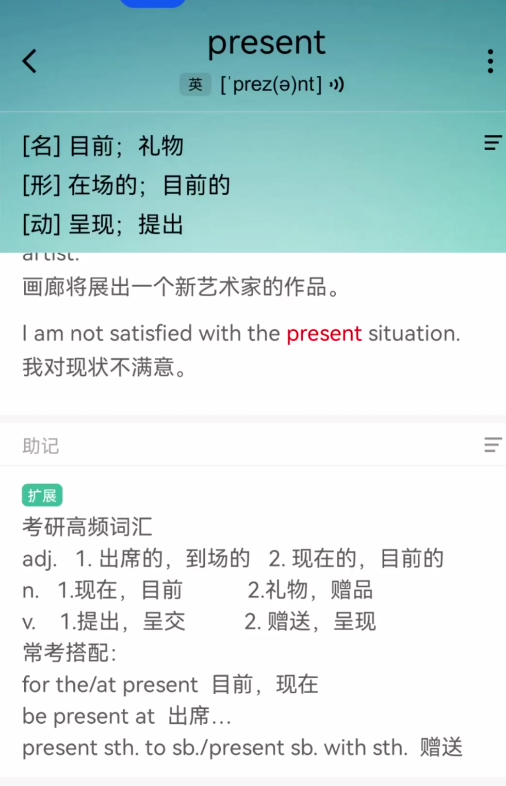 present
英 [ˈprez(ə)nt]
[名] 目前；礼物
[形] 在场的；目前的
[动] 呈现；提出
artist.
画廊将展出一个新艺术家的作品。
I am not satisfied with the present situation.
我对现状不满意。
助记
扩展
考研高频词汇
adj. 1. 出席的，到场的 2. 现在的，目前的
n. 1.现在，目前 2.礼物，赠品
v. 1.提出，呈交 2. 赠送，呈现
常考搭配：
for the/at present 目前，现在
be present at 出席…
present sth. to sb./present sb. with sth. 赠送